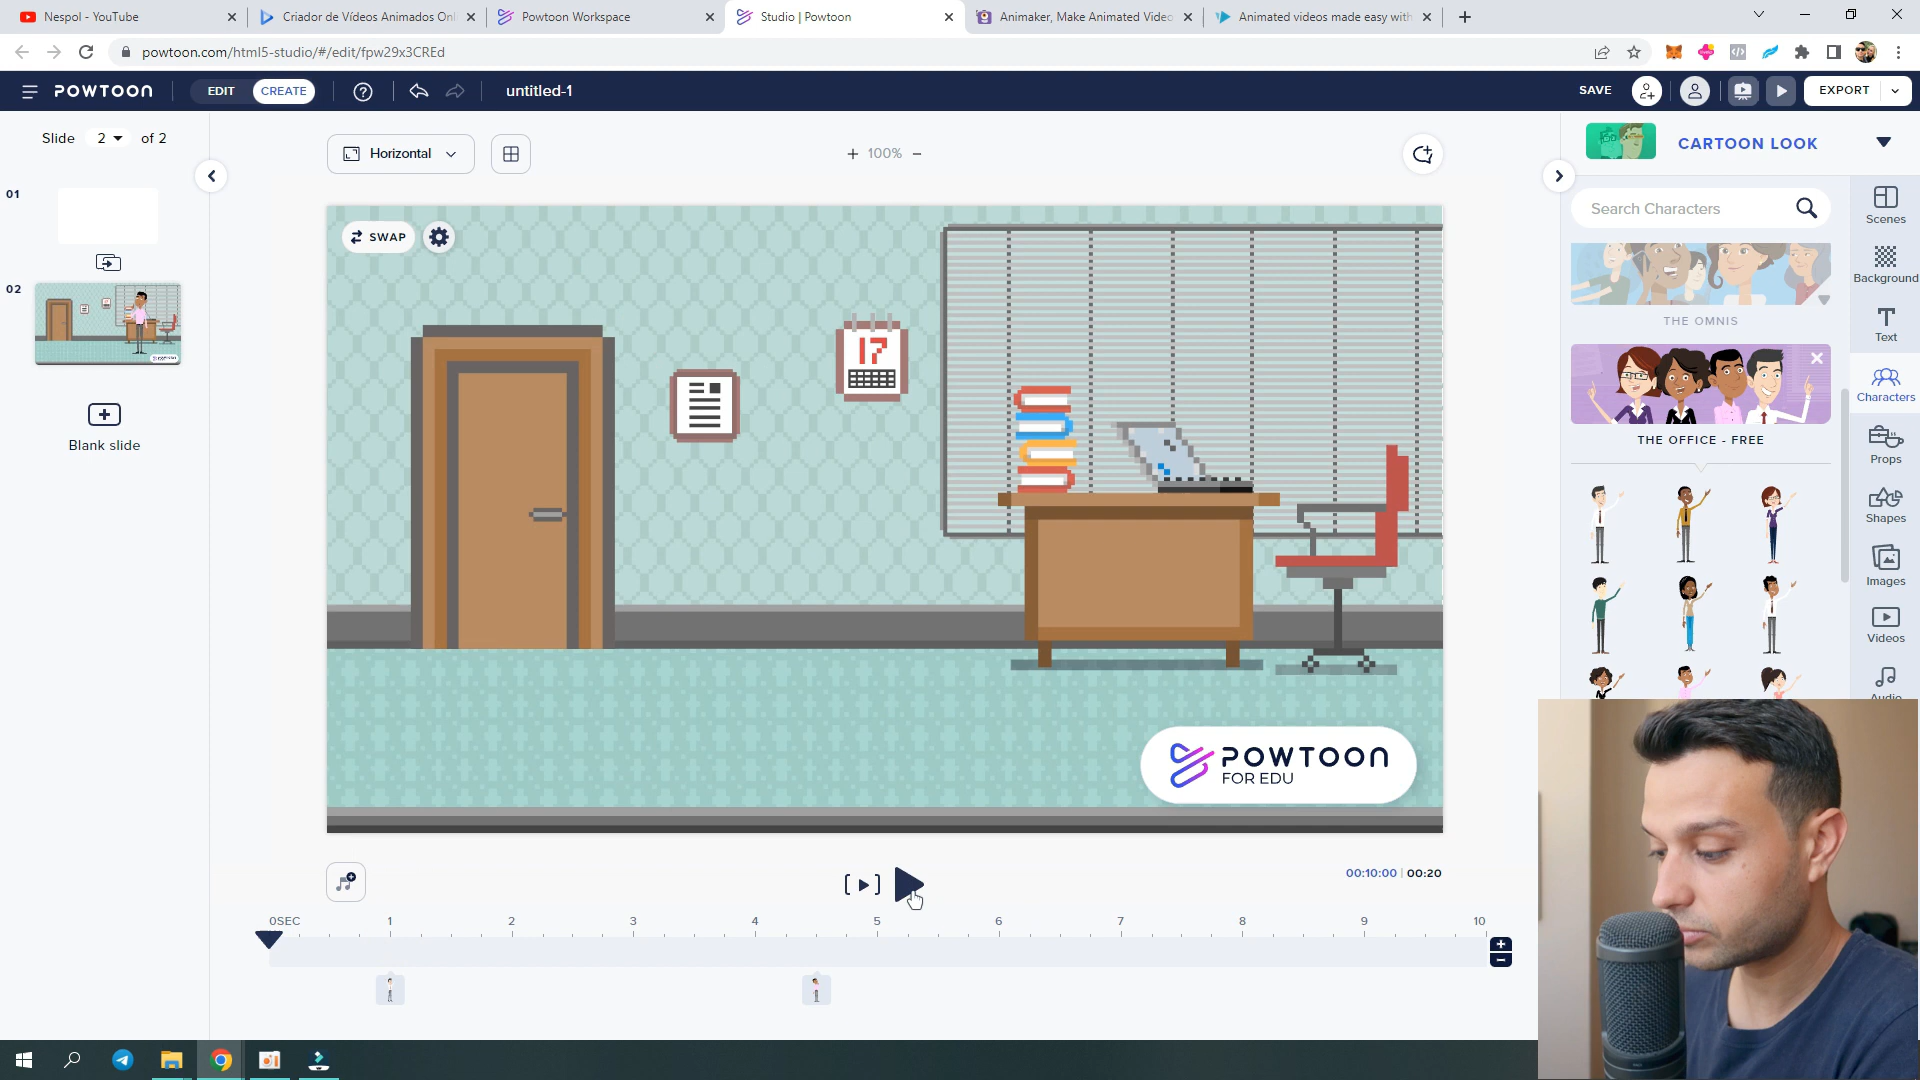 Nespol - YouTube
Criador de Vídeos Animados Onl
Powtoon Workspace
Studio | Powtoon
Animaker, Make Animated Video
Animated videos made easy with
powtoon.com/html5-studio/#/edit/fpw29x3CREd
POWTOON
EDIT
CREATE
untitled-1
SAVE
EXPORT
Slide 2 of 2
Horizontal
+ 100% −
CARTOON LOOK
01
Search Characters
Scenes
SWAP
Background
02
THE OMNIS
Text
17
Characters
Blank slide
THE OFFICE - FREE
Props
Shapes
Images
Videos
Audio
POWTOON
FOR EDU
00:10:00 | 00:20
0SEC 1 2 3 4 5 6 7 8 9 10